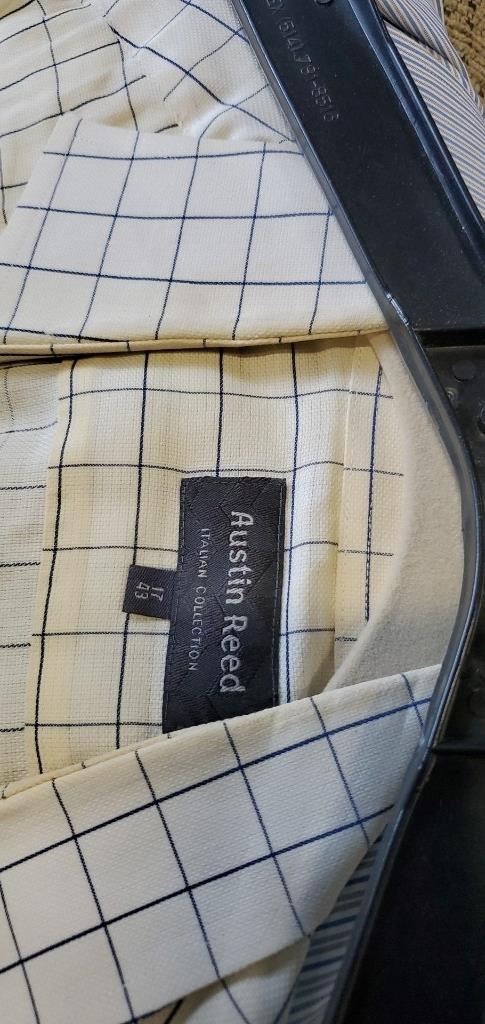 Austin Reed
ITALIAN COLLECTION
17
43